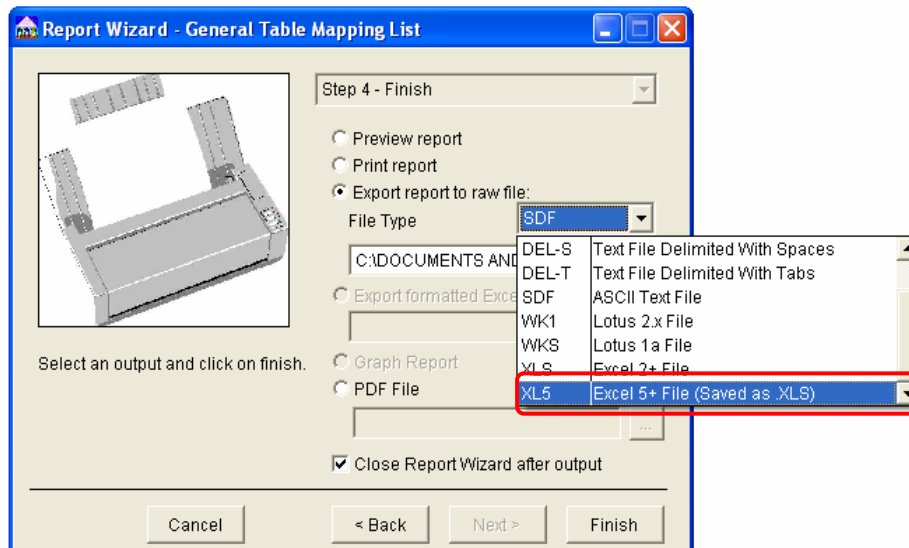 Report Wizard - General Table Mapping List
Step 4 - Finish
Preview report
Print report
Export report to raw file:
File Type
SDF
DEL-S Text File Delimited With Spaces
DEL-T Text File Delimited With Tabs
SDF ASCII Text File
WK1 Lotus 2.x File
WKS Lotus 1a File
XLS Excel 2+ File
XL5 Excel 5+ File (Saved as .XLS)
C:\DOCUMENTS AND
Export formatted Exce
Graph Report
PDF File
...
Close Report Wizard after output
Select an output and click on finish.
Cancel
< Back
Next >
Finish